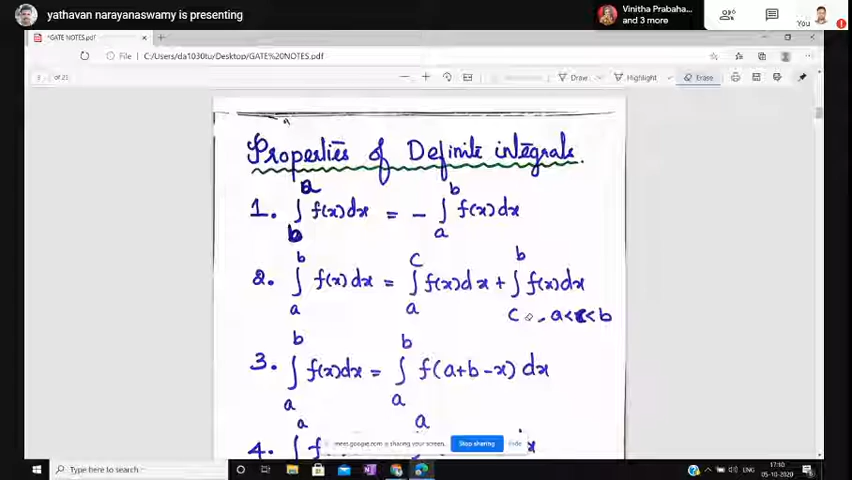 yathavan narayanaswamy is presenting
Vinitha Prabaha...
and 3 more
You
*GATE NOTES.pdf
File C:/Users/da1030tu/Desktop/GATE%20NOTES.pdf
3 of 21
Draw Highlight Erase
Properties of Definite integrals.
1. ∫_b^a f(x)dx = - ∫_a^b f(x)dx
2. ∫_a^b f(x)dx = ∫_a^c f(x)dx + ∫_c^b f(x)dx
a<c<b
3. ∫_a^b f(x)dx = ∫_a^b f(a+b-x)dx
4.
meet.google.com is sharing your screen.
Stop sharing
Hide
Type here to search
ENG
17:10
05-10-2020